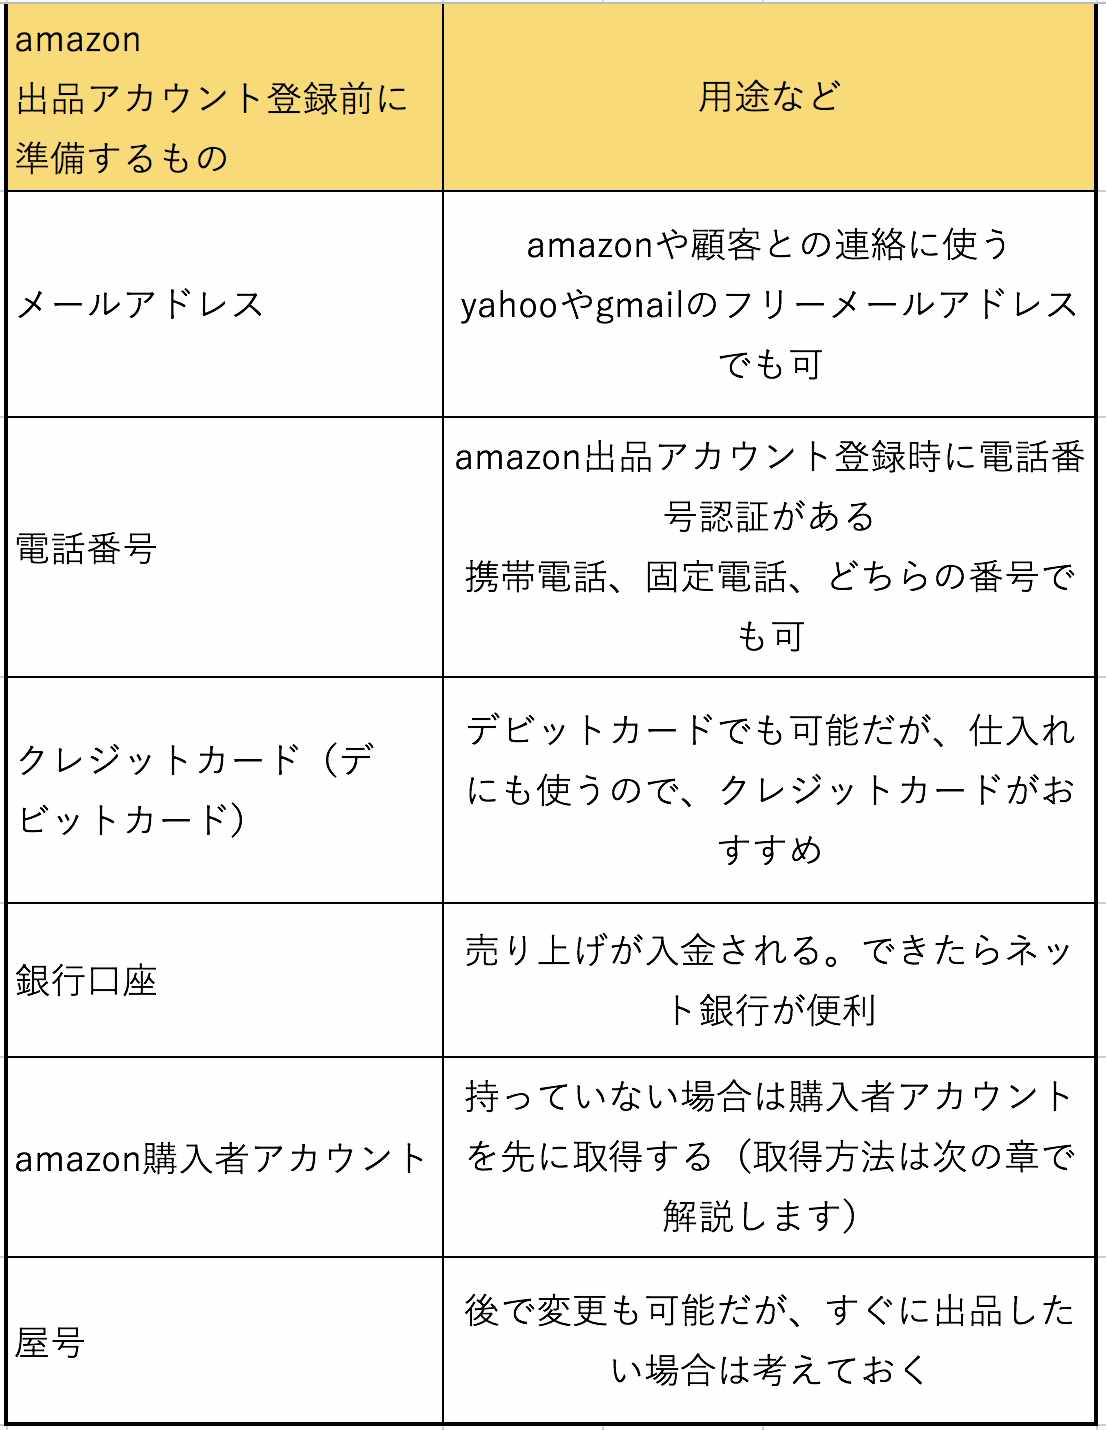 amazon
出品アカウント登録前に
準備するもの
用途など
メールアドレス
amazonや顧客との連絡に使う
yahooやgmailのフリーメールアドレス
でも可
電話番号
amazon出品アカウント登録時に電話番
号認証がある
携帯電話、固定電話、どちらの番号で
も可
クレジットカード（デ
ビットカード）
デビットカードでも可能だが、仕入れ
にも使うので、クレジットカードがお
すすめ
銀行口座
売り上げが入金される。できたらネッ
ト銀行が便利
amazon購入者アカウント
持っていない場合は購入者アカウント
を先に取得する（取得方法は次の章で
解説します）
屋号
後で変更も可能だが、すぐに出品した
い場合は考えておく